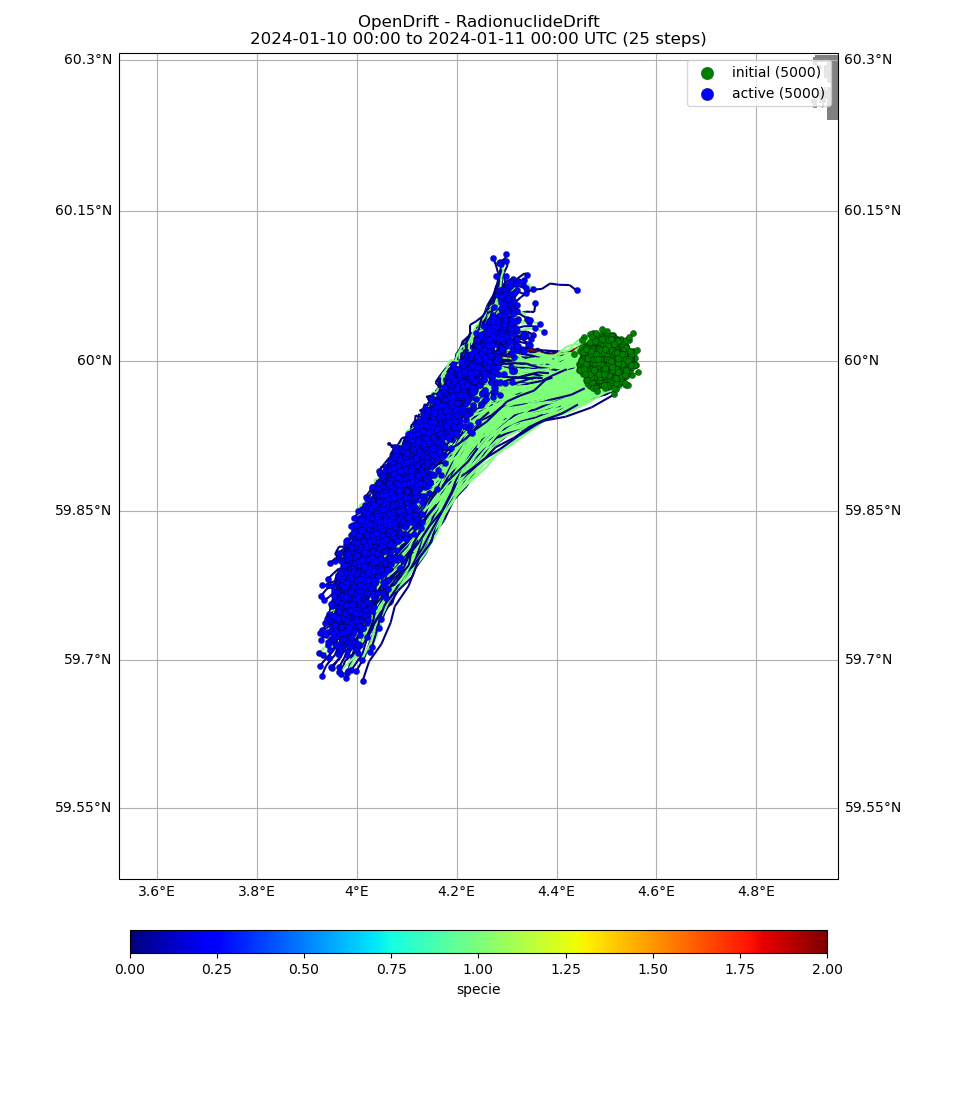 OpenDrift - RadionuclideDrift
2024-01-10 00:00 to 2024-01-11 00:00 UTC (25 steps)
60.3°N
60.3°N
initial (5000)
active (5000)
60.15°N
60.15°N
60°N
60°N
59.85°N
59.85°N
59.7°N
59.7°N
59.55°N
59.55°N
3.6°E
3.8°E
4°E
4.2°E
4.4°E
4.6°E
4.8°E
0.00
0.25
0.50
0.75
1.00
1.25
1.50
1.75
2.00
specie